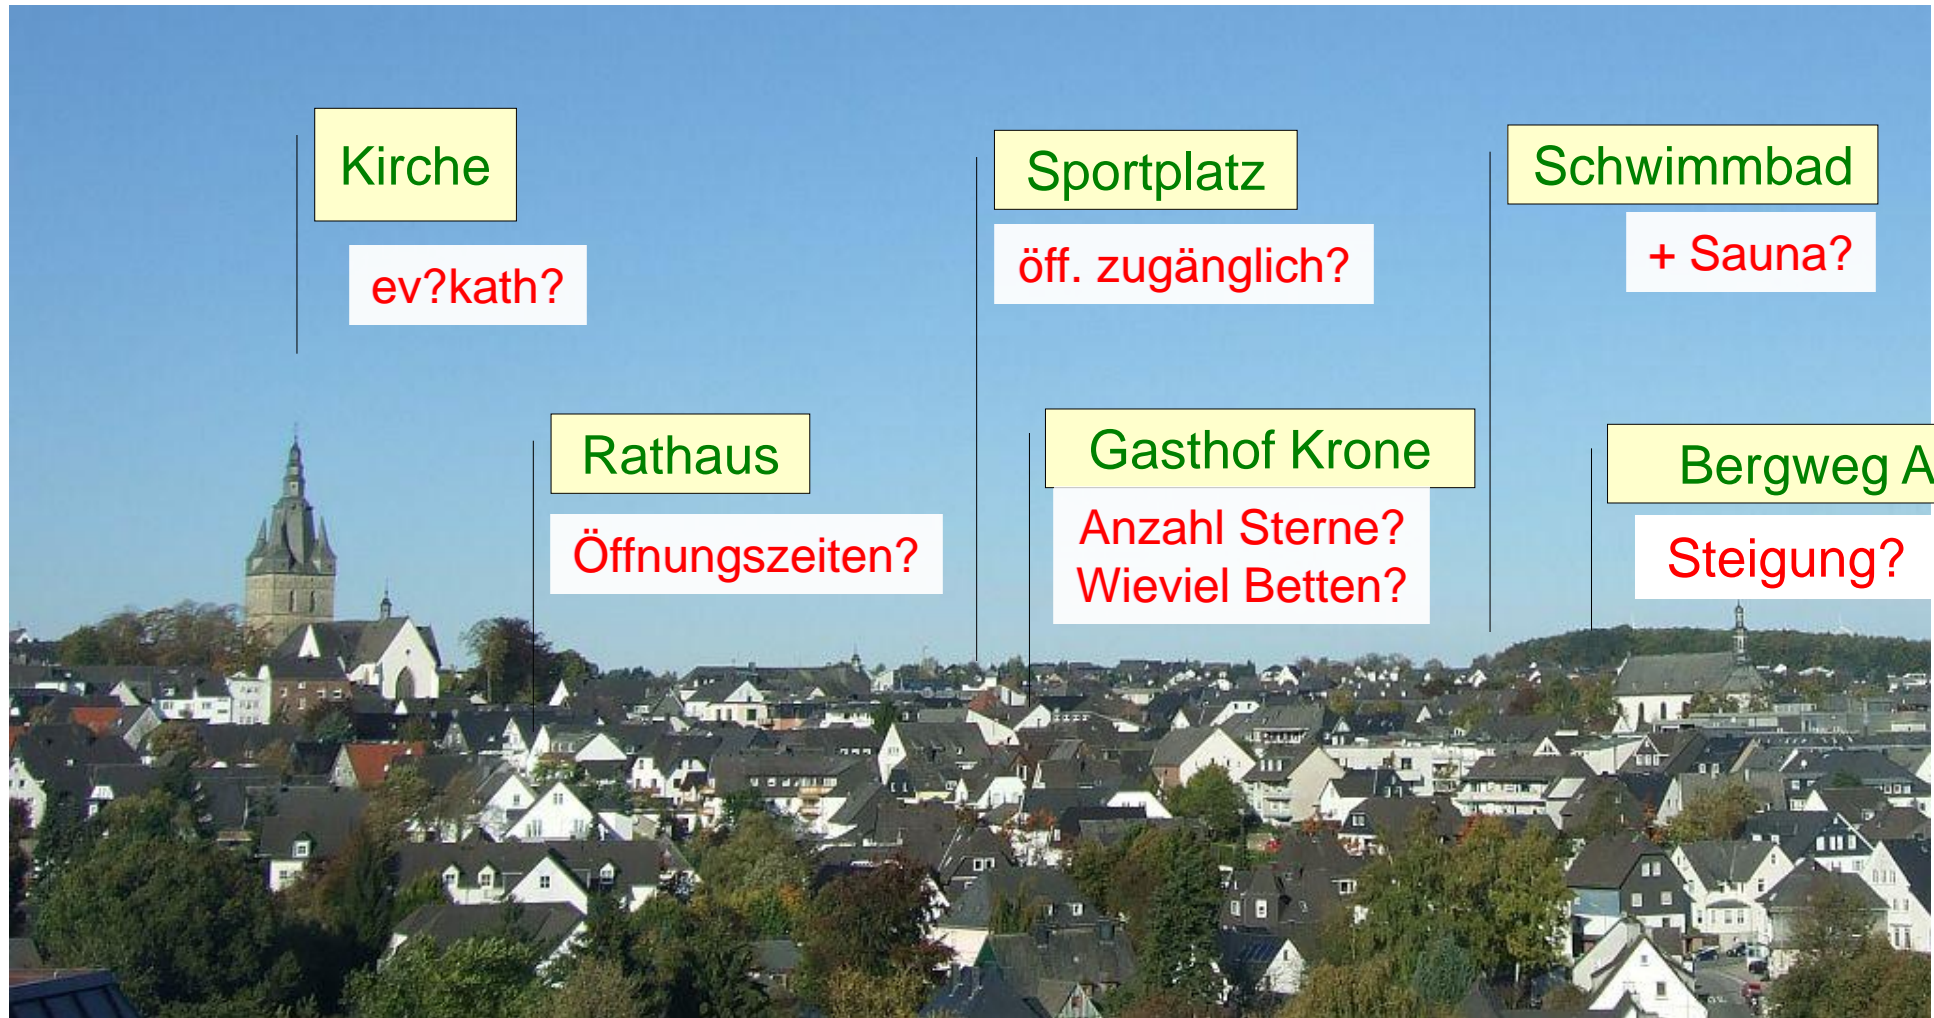 Kirche
ev?kath?
Sportplatz
öff. zugänglich?
Schwimmbad
+ Sauna?
Rathaus
Öffnungszeiten?
Gasthof Krone
Anzahl Sterne?
Wieviel Betten?
Bergweg A
Steigung?